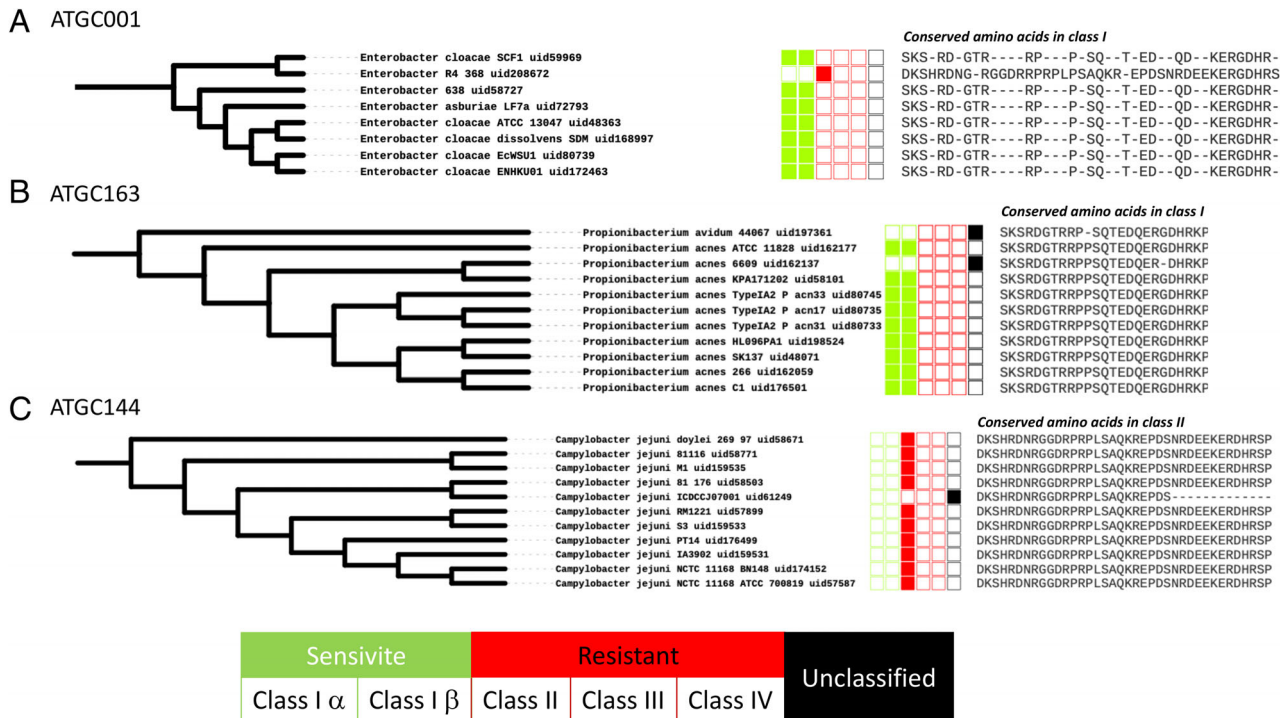 A ATGC001
Conserved amino acids in class I
Enterobacter cloacae SCF1 uid59969 SKS-RD-GTR----RP---P-SQ--T-ED--QD--KERGDHR-
Enterobacter R4 368 uid208672 DKSHRDNG-RGGDRRPRPLPSAQKR-EPDSNRDEEKERGDHRS
Enterobacter 638 uid58727 SKS-RD-GTR----RP---P-SQ--T-ED--QD--KERGDHR-
Enterobacter asburiae LF7a uid72793 SKS-RD-GTR----RP---P-SQ--T-ED--QD--KERGDHR-
Enterobacter cloacae ATCC 13047 uid48363 SKS-RD-GTR----RP---P-SQ--T-ED--QD--KERGDHR-
Enterobacter cloacae dissolvens SDM uid168997 SKS-RD-GTR----RP---P-SQ--T-ED--QD--KERGDHR-
Enterobacter cloacae EcWSU1 uid80739 SKS-RD-GTR----RP---P-SQ--T-ED--QD--KERGDHR-
Enterobacter cloacae ENHKU01 uid172463 SKS-RD-GTR----RP---P-SQ--T-ED--QD--KERGDHR-
B ATGC163
Conserved amino acids in class I
Propionibacterium avidum 44067 uid197361 SKSRDGTRRP-SQTEDQERGDHRKP
Propionibacterium acnes ATCC 11828 uid162177 SKSRDGTRRPPSQTEDQERGDHRKP
Propionibacterium acnes 6609 uid162137 SKSRDGTRRPPSQTEDQER-DHRKP
Propionibacterium acnes KPA171202 uid58101 SKSRDGTRRPPSQTEDQERGDHRKP
Propionibacterium acnes TypeIA2 P acn33 uid80745 SKSRDGTRRPPSQTEDQERGDHRKP
Propionibacterium acnes TypeIA2 P acn17 uid80735 SKSRDGTRRPPSQTEDQERGDHRKP
Propionibacterium acnes TypeIA2 P acn31 uid80733 SKSRDGTRRPPSQTEDQERGDHRKP
Propionibacterium acnes HL096PA1 uid198524 SKSRDGTRRPPSQTEDQERGDHRKP
Propionibacterium acnes SK137 uid48071 SKSRDGTRRPPSQTEDQERGDHRKP
Propionibacterium acnes 266 uid162059 SKSRDGTRRPPSQTEDQERGDHRKP
Propionibacterium acnes C1 uid176501 SKSRDGTRRPPSQTEDQERGDHRKP
C ATGC144
Conserved amino acids in class II
Campylobacter jejuni doylei 269 97 uid58671 DKSHRDNRGGDRPRPLSAQKREPDSNRDEEKERDHRSP
Campylobacter jejuni 81116 uid58771 DKSHRDNRGGDRPRPLSAQKREPDSNRDEEKERDHRSP
Campylobacter jejuni M1 uid159535 DKSHRDNRGGDRPRPLSAQKREPDSNRDEEKERDHRSP
Campylobacter jejuni 81 176 uid58503 DKSHRDNRGGDRPRPLSAQKREPDSNRDEEKERDHRSP
Campylobacter jejuni ICDCCJ07001 uid61249 DKSHRDNRGGDRPRPLSAQKREPDS-------------
Campylobacter jejuni RM1221 uid57899 DKSHRDNRGGDRPRPLSAQKREPDSNRDEEKERDHRSP
Campylobacter jejuni S3 uid159533 DKSHRDNRGGDRPRPLSAQKREPDSNRDEEKERDHRSP
Campylobacter jejuni PT14 uid176499 DKSHRDNRGGDRPRPLSAQKREPDSNRDEEKERDHRSP
Campylobacter jejuni IA3902 uid159531 DKSHRDNRGGDRPRPLSAQKREPDSNRDEEKERDHRSP
Campylobacter jejuni NCTC 11168 BN148 uid174152 DKSHRDNRGGDRPRPLSAQKREPDSNRDEEKERDHRSP
Campylobacter jejuni NCTC 11168 ATCC 700819 uid57587 DKSHRDNRGGDRPRPLSAQKREPDSNRDEEKERDHRSP
Sensivite Resistant Unclassified
Class I α Class I β Class II Class III Class IV